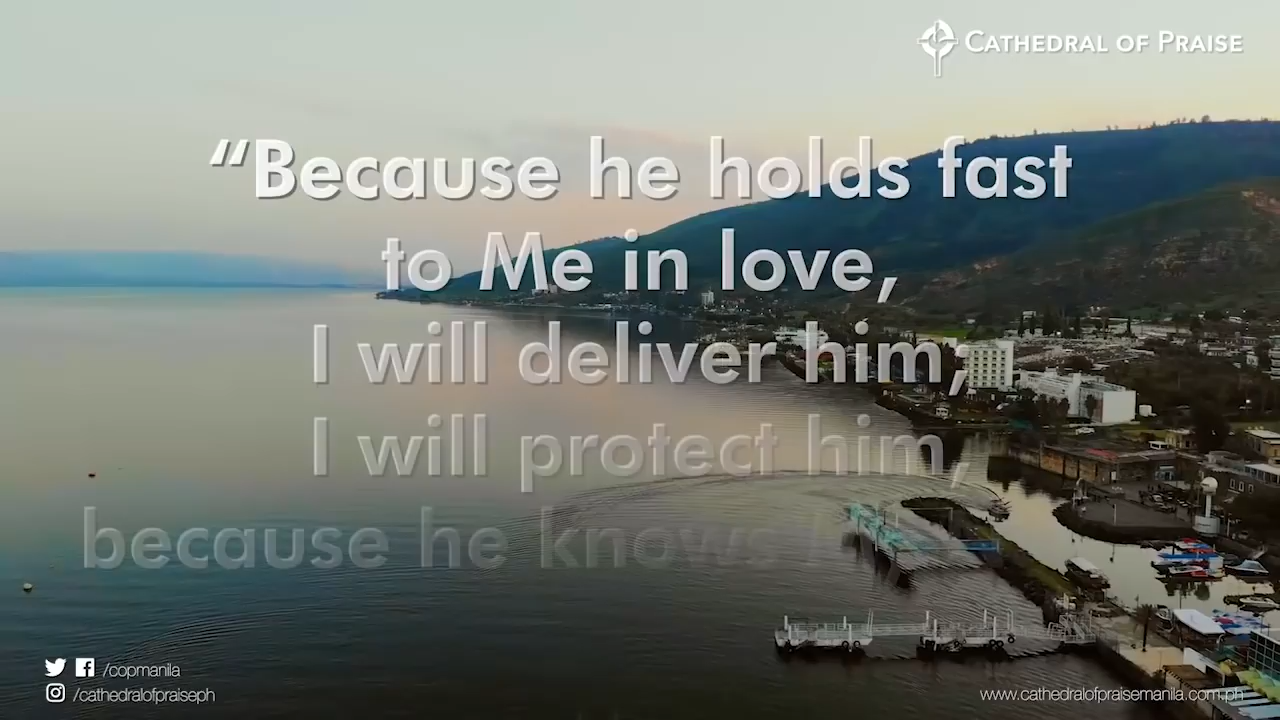 CATHEDRAL OF PRAISE
“Because he holds fast
to Me in love,
I will deliver him;
I will protect him,
because he knows
/copmanila
/cathedralofpraiseph
www.cathedralofpraisemanila.com.ph